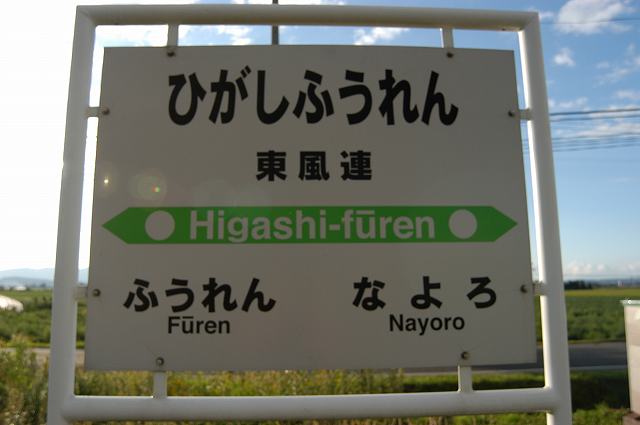 ひがしふうれん
東風連
Higashi-fūren
ふうれん なよろ
Fūren Nayoro